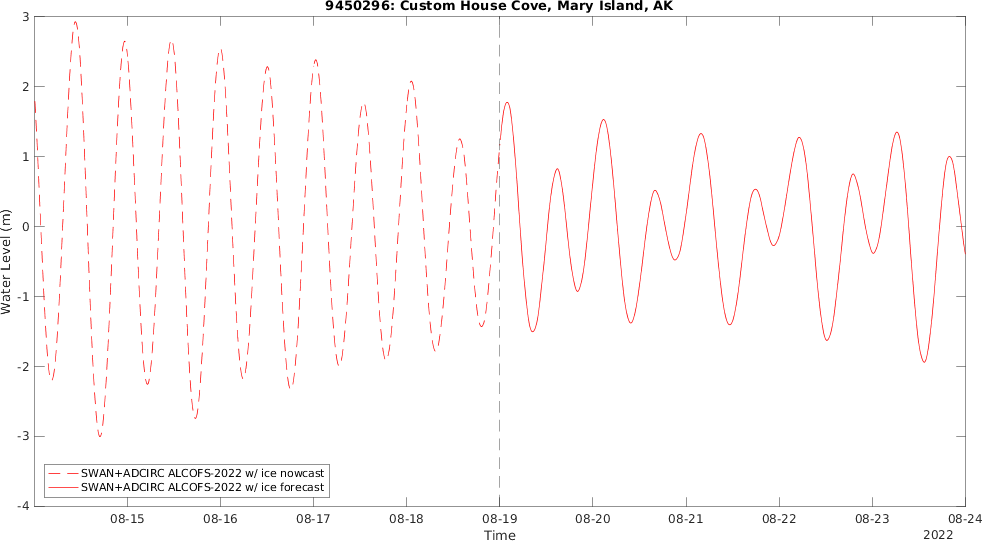 9450296: Custom House Cove, Mary Island, AK
3
2
1
0
-1
-2
-3
-4
Water Level (m)
SWAN+ADCIRC ALCOFS-2022 w/ ice nowcast
SWAN+ADCIRC ALCOFS-2022 w/ ice forecast
08-15 08-16 08-17 08-18 08-19 08-20 08-21 08-22 08-23 08-24
Time
2022